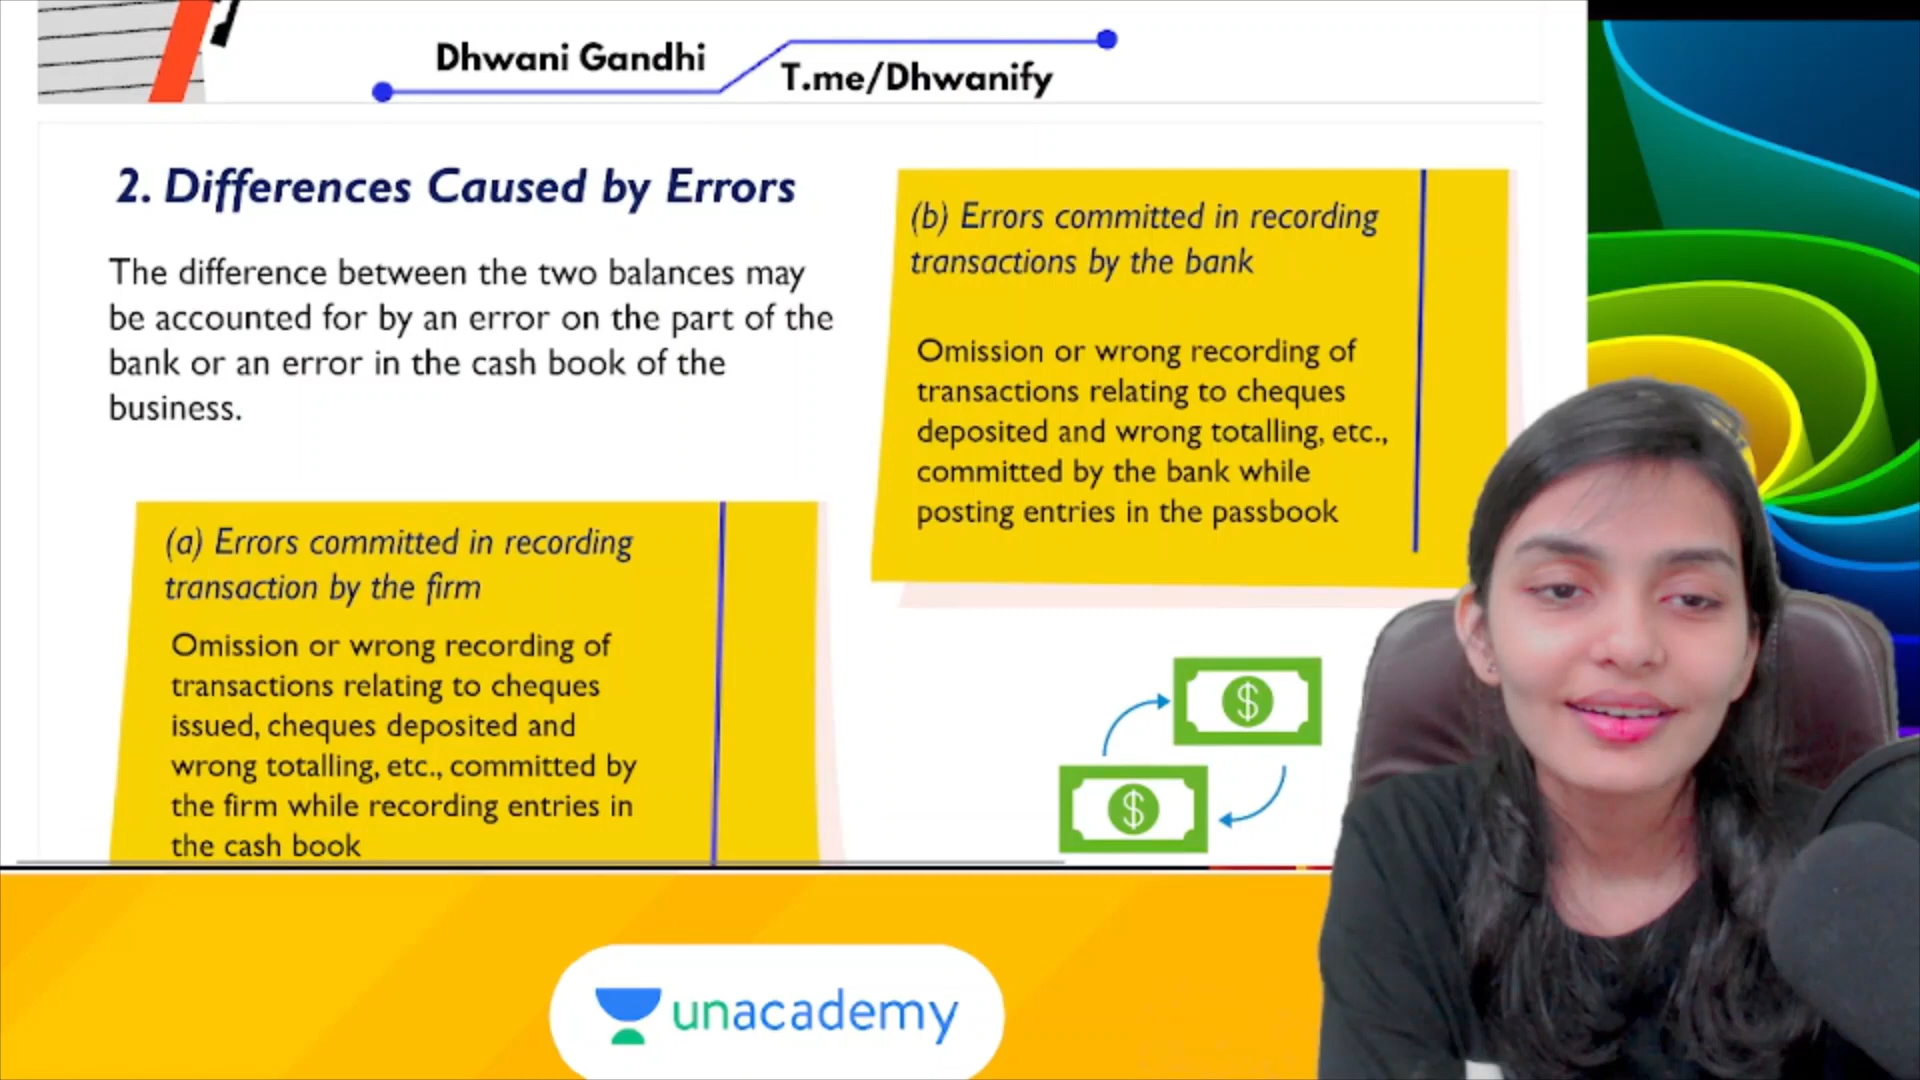 Dhwani Gandhi
T.me/Dhwanify
2. Differences Caused by Errors
The difference between the two balances may
be accounted for by an error on the part of the
bank or an error in the cash book of the
business.
(a) Errors committed in recording
transaction by the firm
Omission or wrong recording of
transactions relating to cheques
issued, cheques deposited and
wrong totalling, etc., committed by
the firm while recording entries in
the cash book
(b) Errors committed in recording
transactions by the bank
Omission or wrong recording of
transactions relating to cheques
deposited and wrong totalling, etc.,
committed by the bank while
posting entries in the passbook
$
$
unacademy